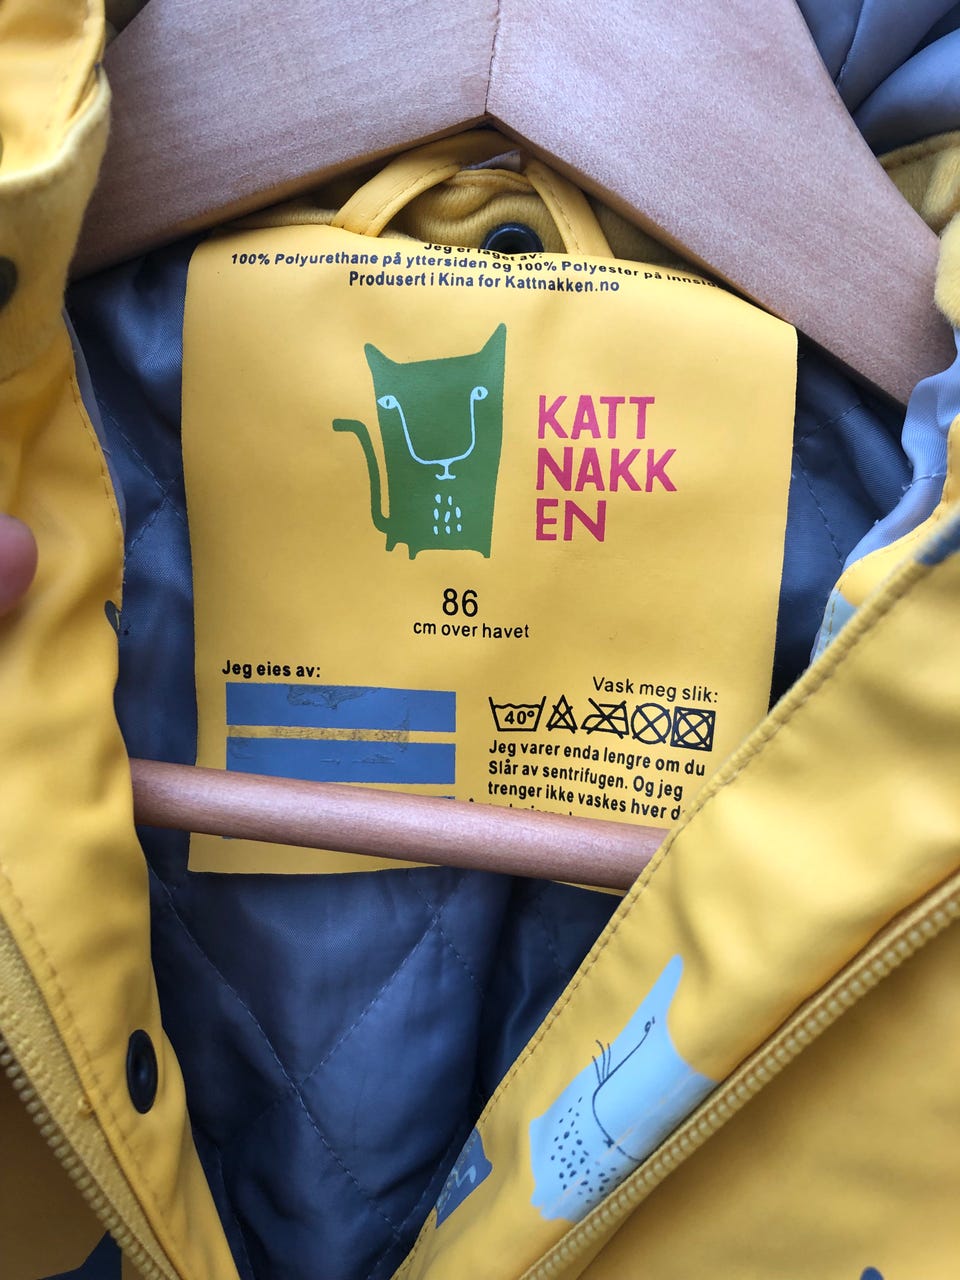 Jeg er laget av:
100% Polyurethane på yttersiden og 100% Polyester på
Produsert i Kina for Kattnakken.no
KATT
NAKK
EN
86
cm over havet
Jeg eies av:
Vask meg slik:
40°
Jeg varer enda lengre om du
Slår av sentrifugen. Og jeg
trenger ikke vaskes hver